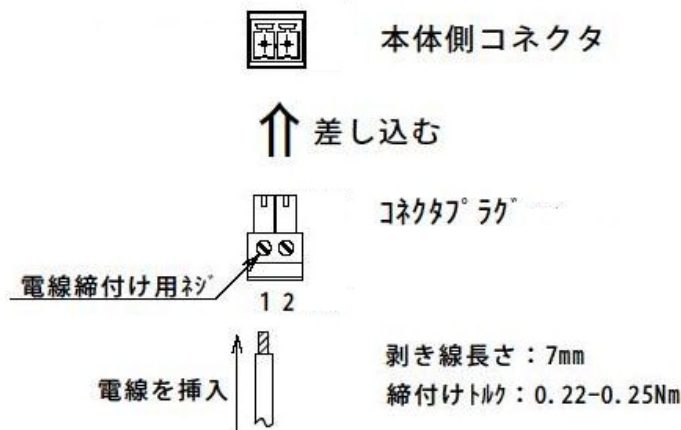 本体側コネクタ
差し込む
コネクタプラグ
電線締付け用ネジ
1 2
電線を挿入
剥き線長さ：7mm
締付けトルク：0.22-0.25Nm